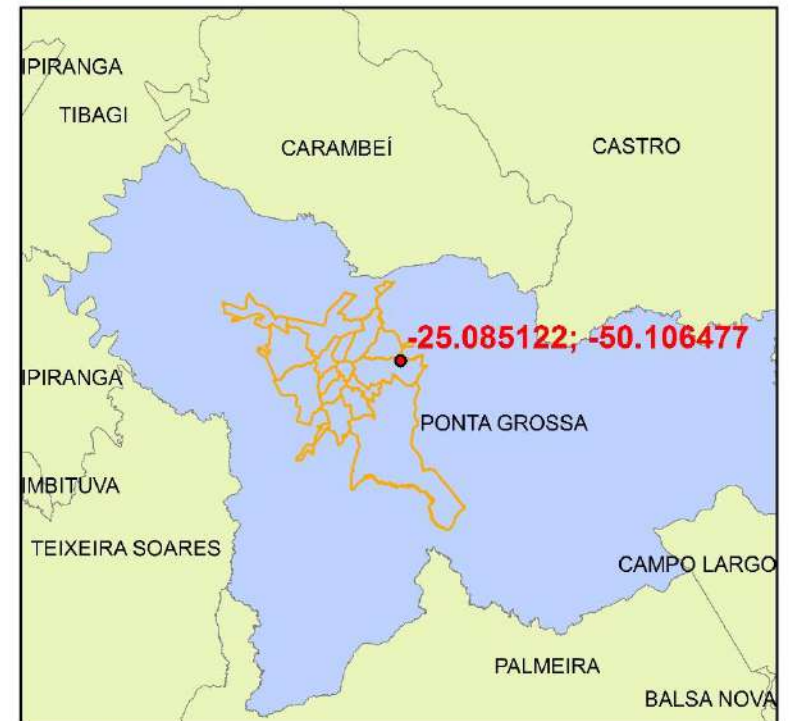 IPIRANGA
TIBAGI
CARAMBEÍ
CASTRO
-25.085122; -50.106477
IPIRANGA
PONTA GROSSA
IMBITUVA
TEIXEIRA SOARES
CAMPO LARGO
PALMEIRA
BALSA NOVA